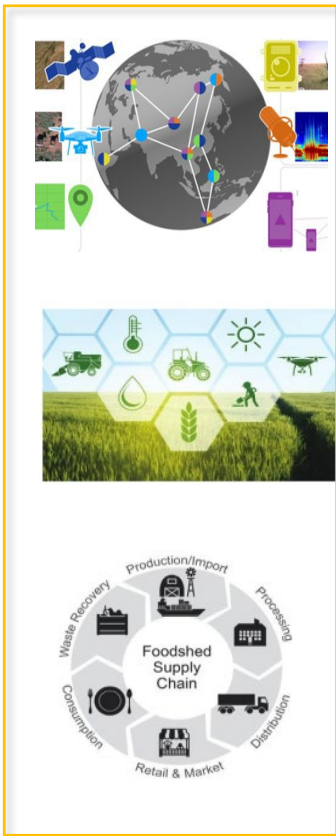 Production/Import
Processing
Distribution
Retail & Market
Consumption
Waste Recovery
Foodshed
Supply
Chain